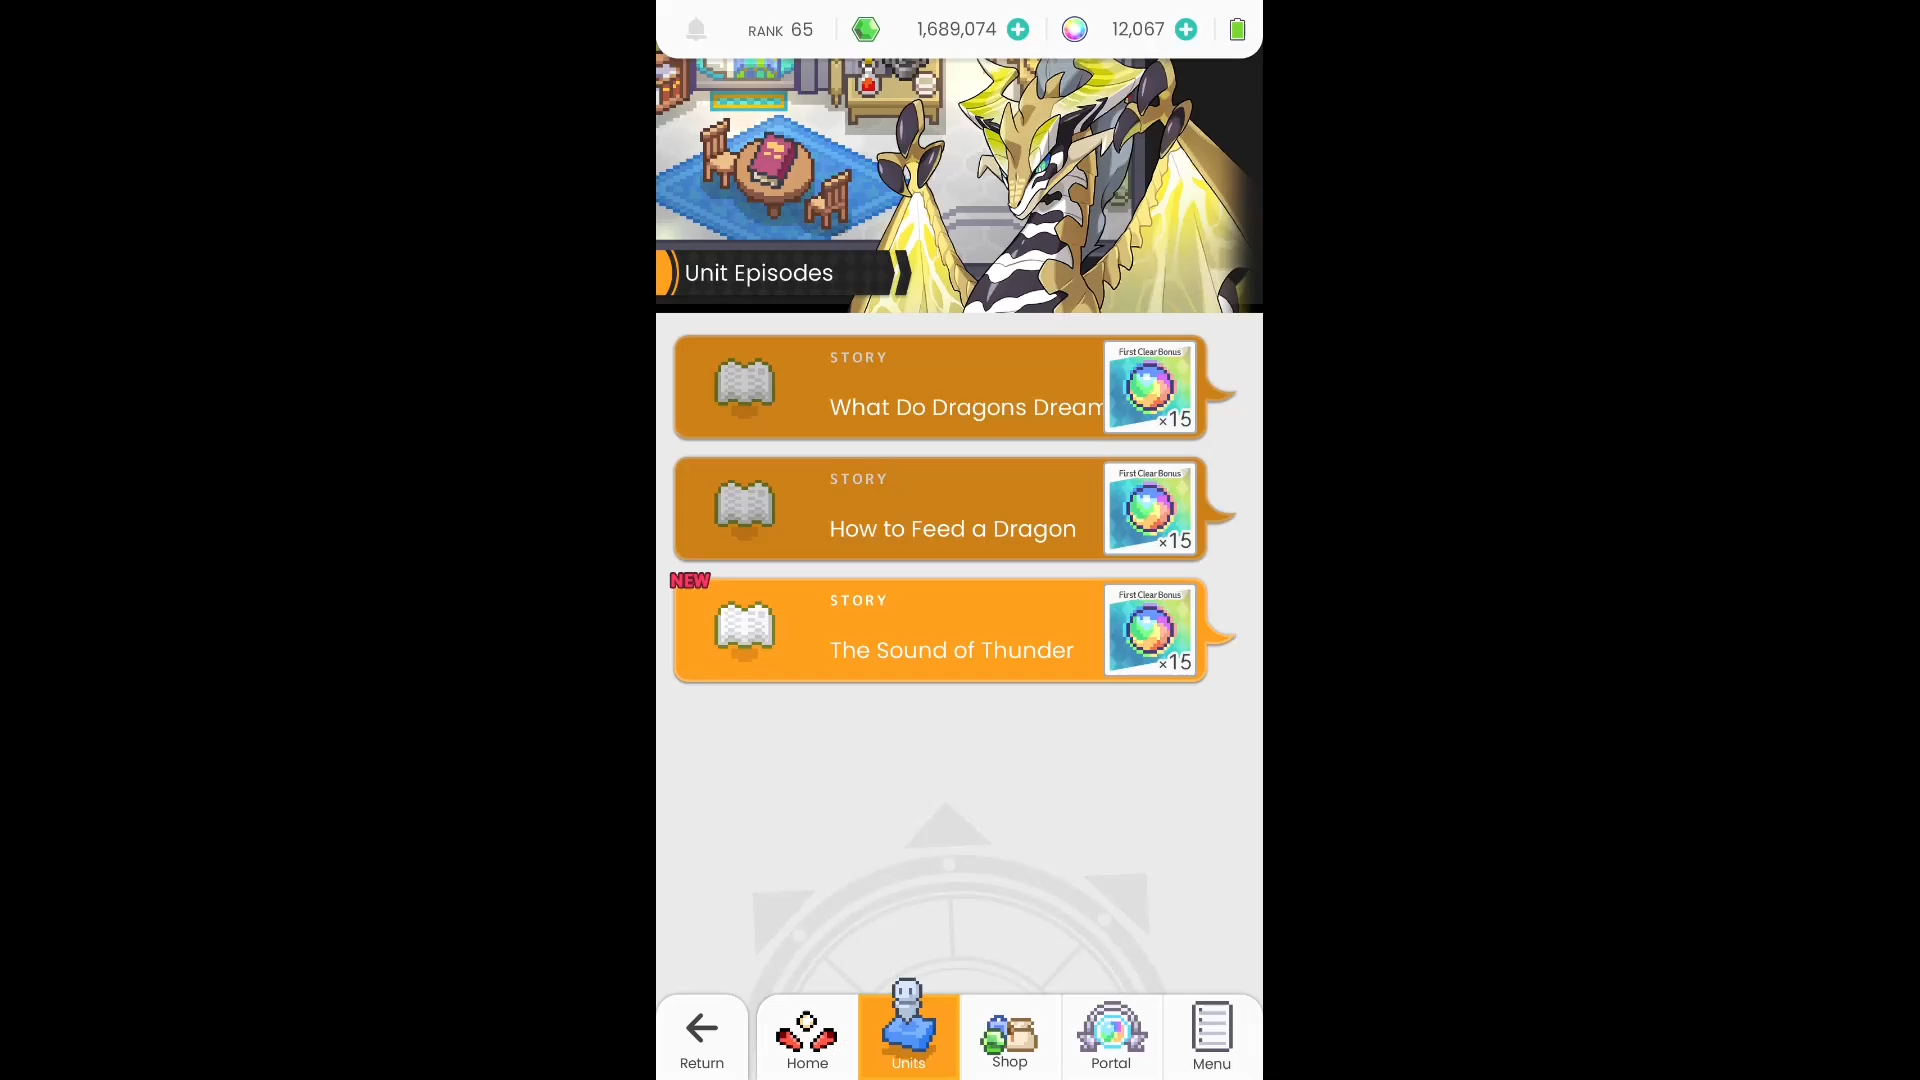 RANK 65
1,689,074
12,067
Unit Episodes
STORY
What Do Dragons Dream
First Clear Bonus
×15
STORY
How to Feed a Dragon
First Clear Bonus
×15
NEW
STORY
The Sound of Thunder
First Clear Bonus
×15
Return
Home
Units
Shop
Portal
Menu